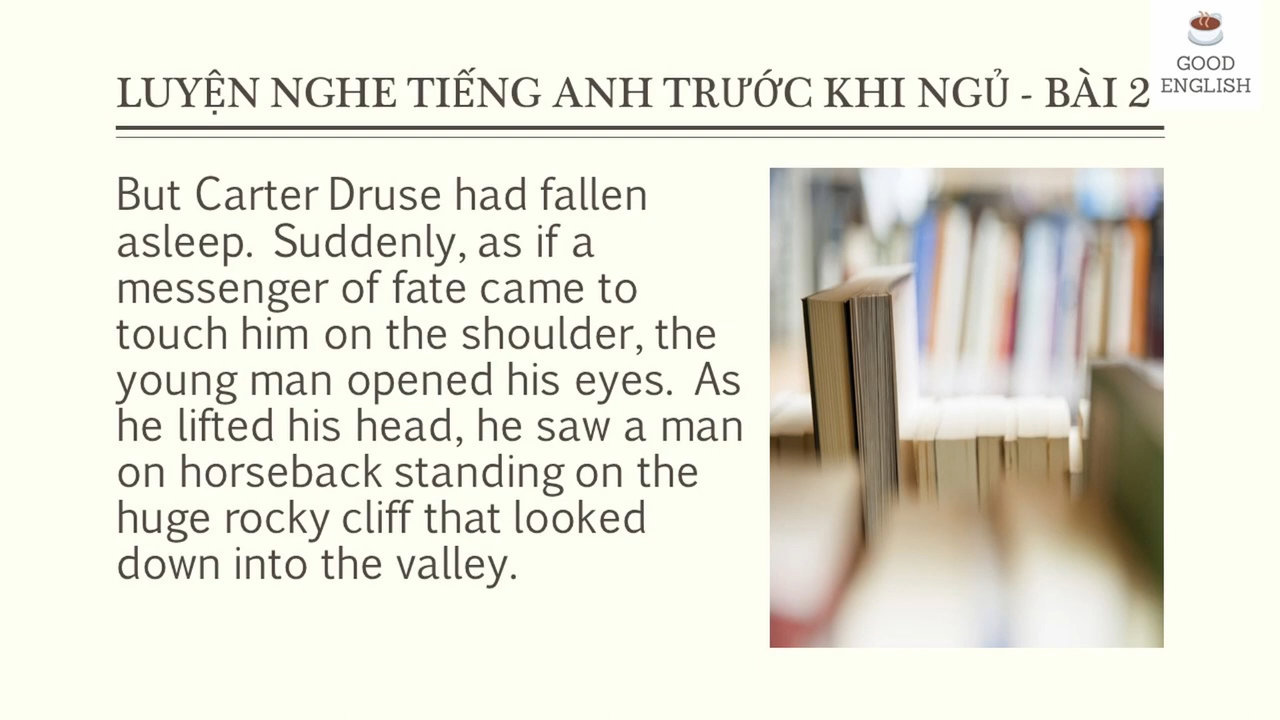 LUYỆN NGHE TIẾNG ANH TRƯỚC KHI NGỦ - BÀI 2
GOOD
ENGLISH
But Carter Druse had fallen
asleep.  Suddenly, as if a
messenger of fate came to
touch him on the shoulder, the
young man opened his eyes.  As
he lifted his head, he saw a man
on horseback standing on the
huge rocky cliff that looked
down into the valley.